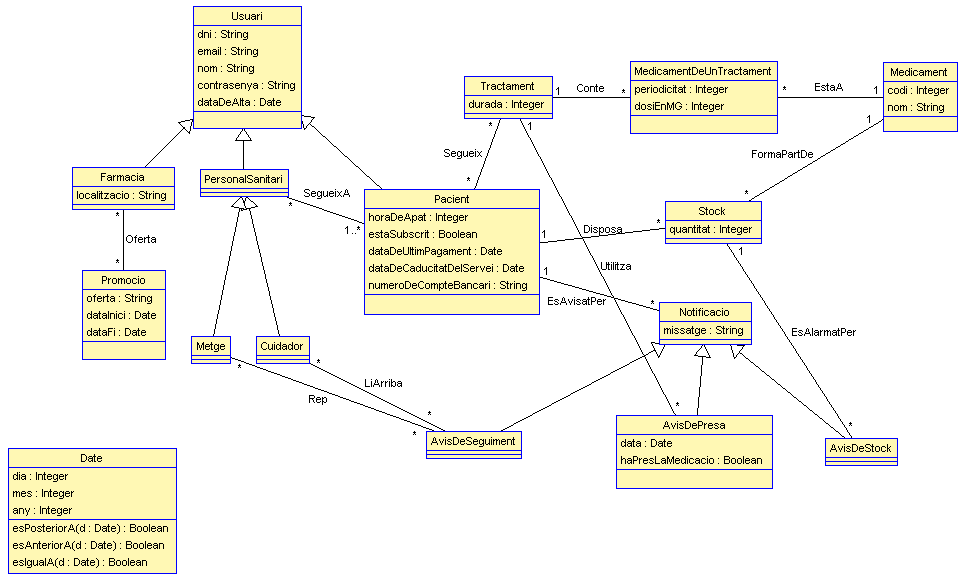 Usuari
dni : String
email : String
nom : String
contrasenya : String
dataDeAlta : Date
Tractament
durada : Integer
1
Conte
*
MedicamentDeUnTractament
periodicitat : Integer
dosiEnMG : Integer
*
EstaA
1
Medicament
codi : Integer
nom : String
*
1
1
Segueix
FormaPartDe
*
*
Farmacia
localitzacio : String
PersonalSanitari
*
SegueixA
1..*
Pacient
horaDeApat : Integer
estaSubscrit : Boolean
dataDeUltimPagament : Date
dataDeCaducitatDelServei : Date
numeroDeCompteBancari : String
Stock
quantitat : Integer
*
Oferta
*
1
Disposa
*
1
Utilitza
1
EsAvisatPer
*
Promocio
oferta : String
dataInici : Date
dataFi : Date
Notificacio
missatge : String
EsAlarmatPer
Metge
Cuidador
*
*
LiArriba
Rep
*
*
*
*
AvisDeSeguiment
AvisDePresa
data : Date
haPresLaMedicacio : Boolean
AvisDeStock
Date
dia : Integer
mes : Integer
any : Integer
esPosteriorA(d : Date) : Boolean
esAnteriorA(d : Date) : Boolean
esIgualA(d : Date) : Boolean